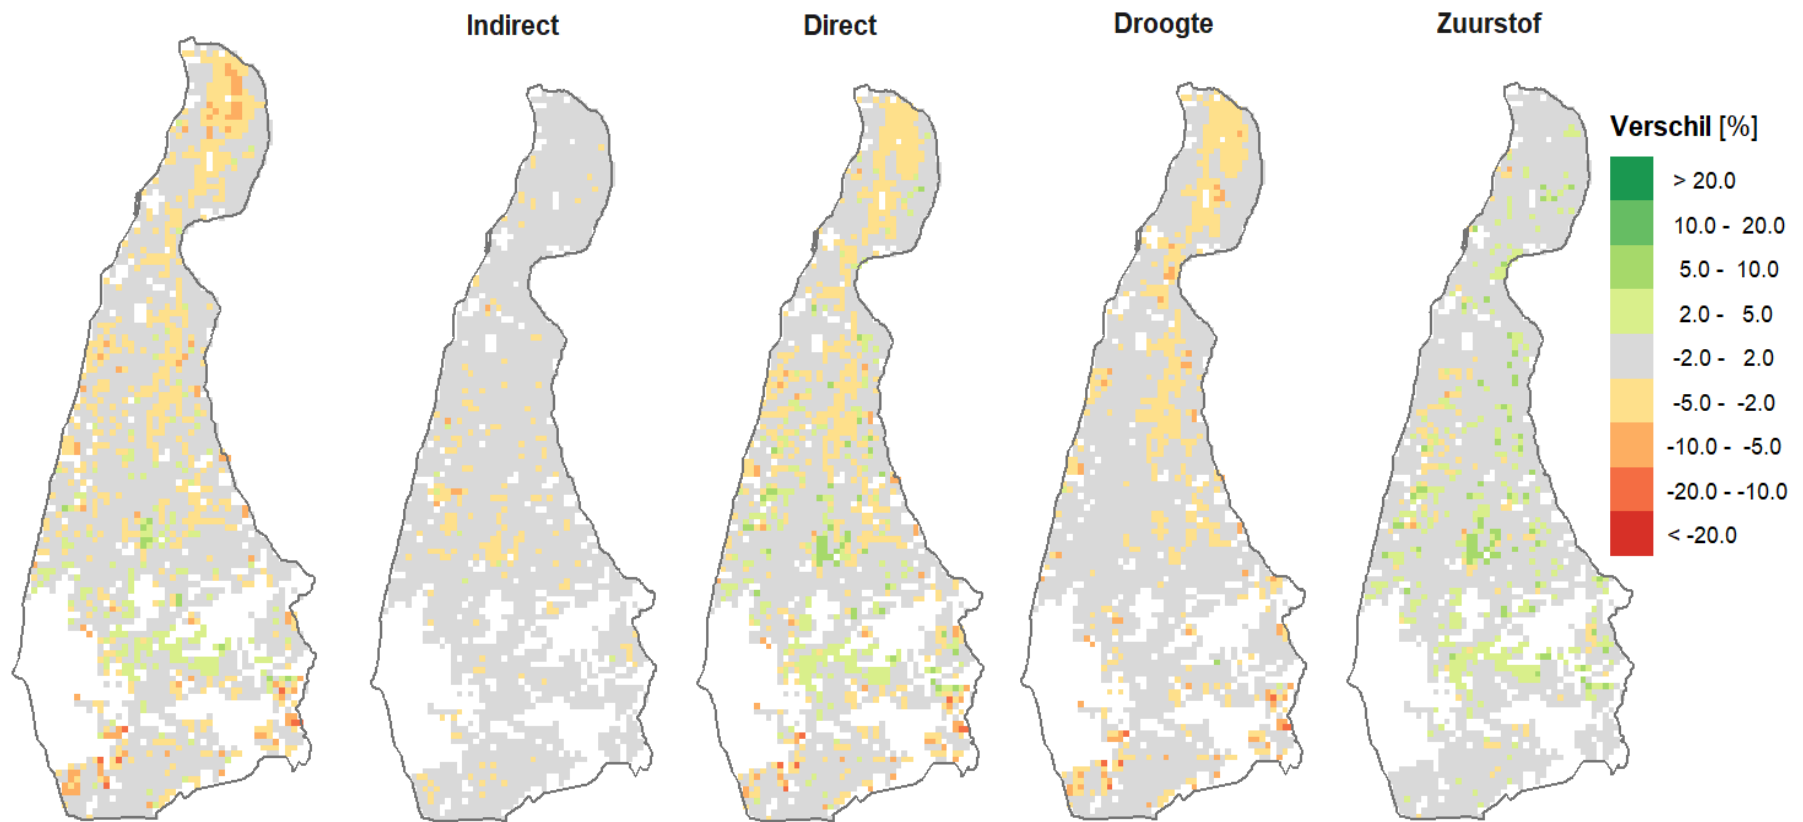 Indirect
Direct
Droogte
Zuurstof
Verschil [%]
> 20.0
10.0 - 20.0
5.0 - 10.0
2.0 - 5.0
-2.0 - 2.0
-5.0 - -2.0
-10.0 - -5.0
-20.0 - -10.0
< -20.0